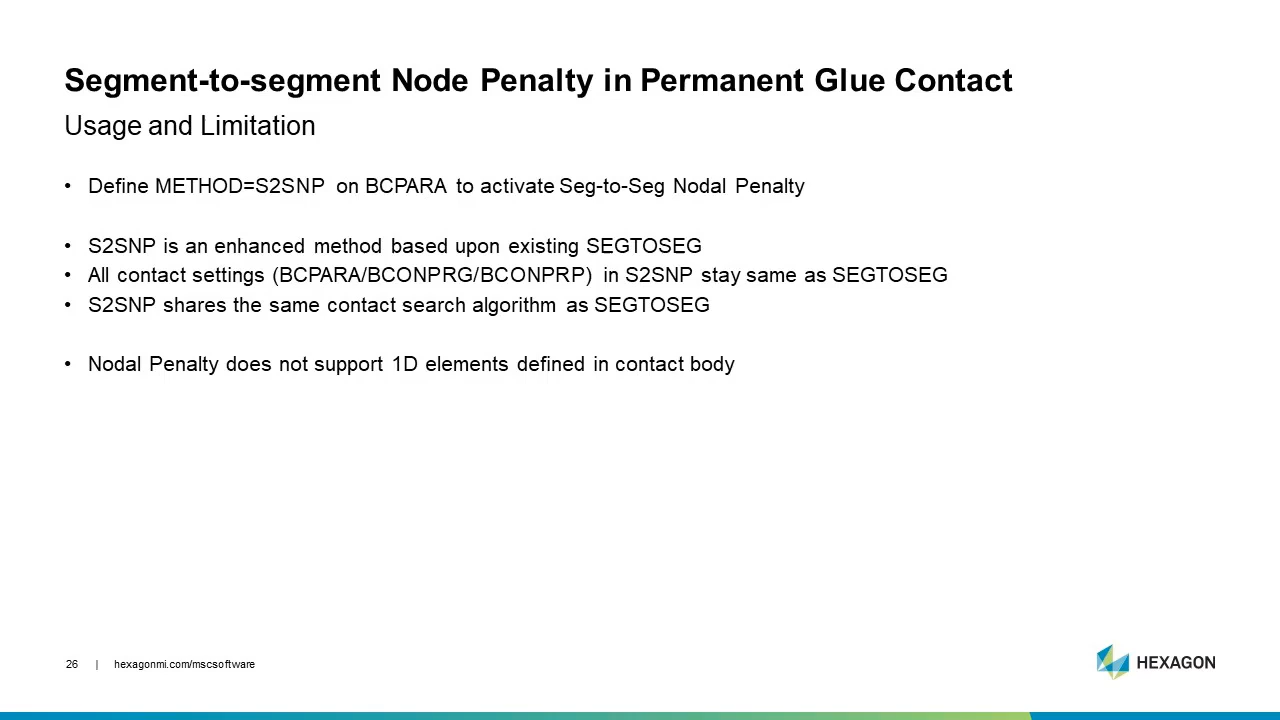 Segment-to-segment Node Penalty in Permanent Glue Contact
Usage and Limitation
• Define METHOD=S2SNP on BCPARA to activate Seg-to-Seg Nodal Penalty
• S2SNP is an enhanced method based upon existing SEGTOSEG
• All contact settings (BCPARA/BCONPRG/BCONPRP) in S2SNP stay same as SEGTOSEG
• S2SNP shares the same contact search algorithm as SEGTOSEG
• Nodal Penalty does not support 1D elements defined in contact body
26 | hexagonmi.com/mscsoftware
HEXAGON